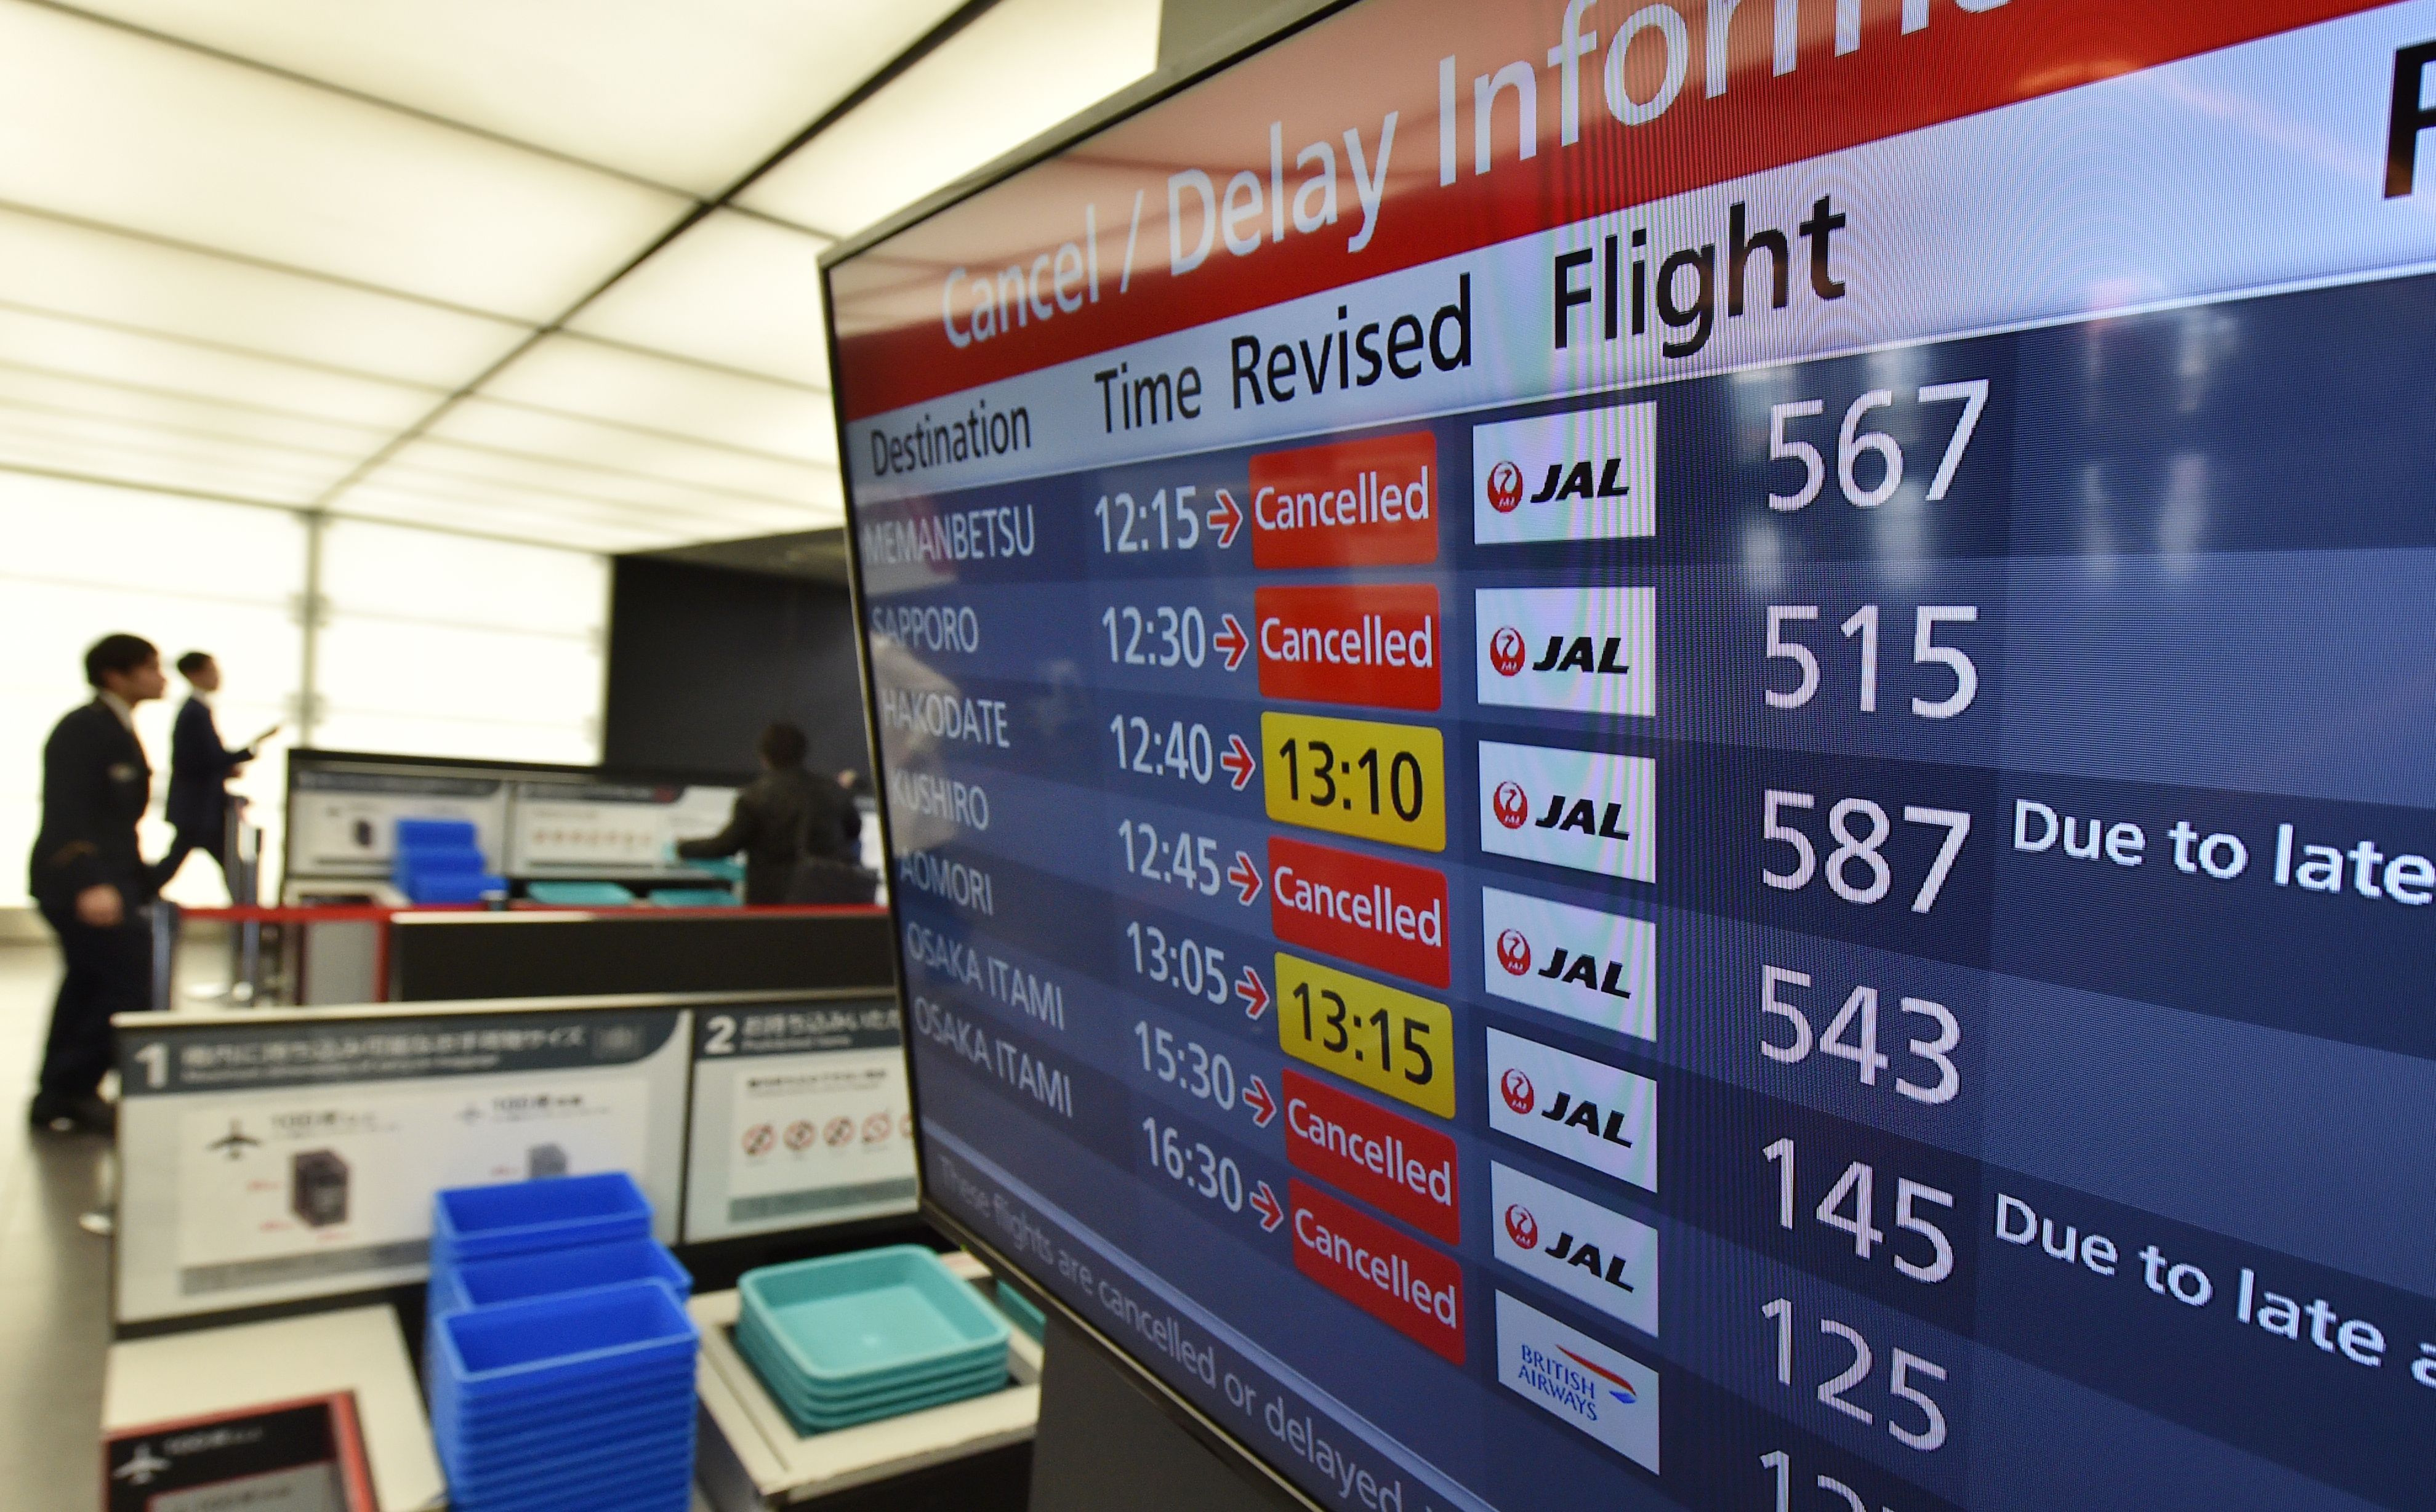 Cancel / Delay
Destination Time Revised Flight
MEMANBETSU 12:15 → Cancelled JAL 567
SAPPORO 12:30 → Cancelled JAL 515
HAKODATE 12:40 → 13:10 JAL 587 Due to late
KUSHIRO 12:45 → Cancelled JAL 543
AOMORI 13:05 → 13:15 JAL 145 Due to late
OSAKA ITAMI 15:30 → Cancelled JAL 125
OSAKA ITAMI 16:30 → Cancelled BRITISH AIRWAYS
These flights are cancelled or delayed
1
2